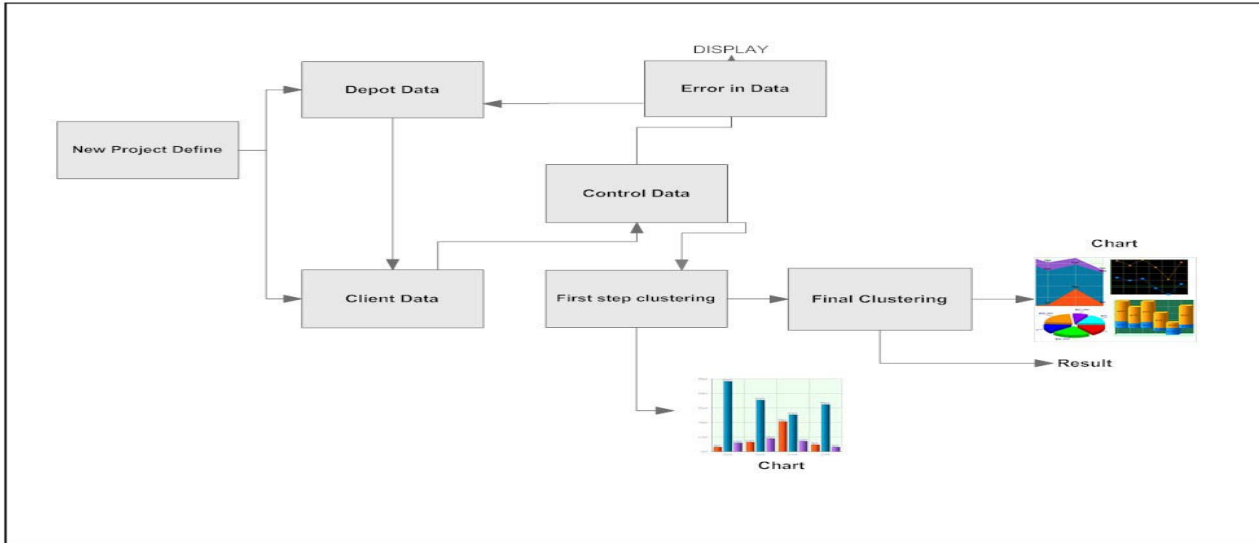 DISPLAY
Depot Data
Error in Data
New Project Define
Control Data
Chart
Client Data
First step clustering
Final Clustering
Result
Chart